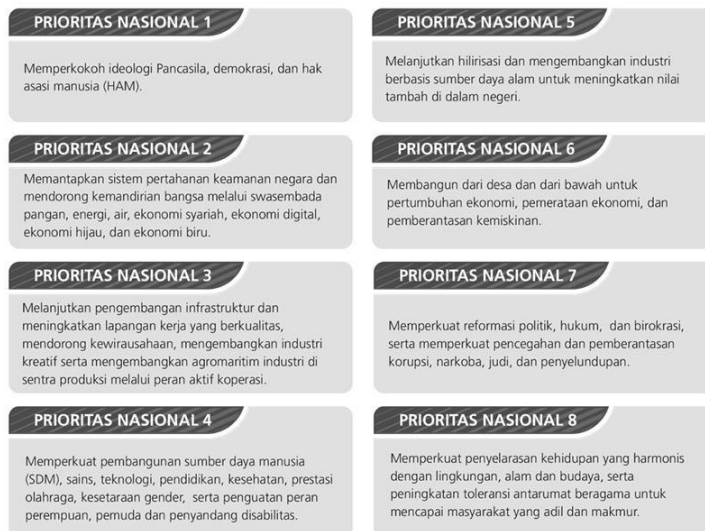 PRIORITAS NASIONAL 1
Memperkokoh ideologi Pancasila, demokrasi, dan hak
asasi manusia (HAM).
PRIORITAS NASIONAL 2
Memantapkan sistem pertahanan keamanan negara dan
mendorong kemandirian bangsa melalui swasembada
pangan, energi, air, ekonomi syariah, ekonomi digital,
ekonomi hijau, dan ekonomi biru.
PRIORITAS NASIONAL 3
Melanjutkan pengembangan infrastruktur dan
meningkatkan lapangan kerja yang berkualitas,
mendorong kewirausahaan, mengembangkan industri
kreatif serta mengembangkan agromaritim industri di
sentra produksi melalui peran aktif koperasi.
PRIORITAS NASIONAL 4
Memperkuat pembangunan sumber daya manusia
(SDM), sains, teknologi, pendidikan, kesehatan, prestasi
olahraga, kesetaraan gender, serta penguatan peran
perempuan, pemuda dan penyandang disabilitas.
PRIORITAS NASIONAL 5
Melanjutkan hilirisasi dan mengembangkan industri
berbasis sumber daya alam untuk meningkatkan nilai
tambah di dalam negeri.
PRIORITAS NASIONAL 6
Membangun dari desa dan dari bawah untuk
pertumbuhan ekonomi, pemerataan ekonomi, dan
pemberantasan kemiskinan.
PRIORITAS NASIONAL 7
Memperkuat reformasi politik, hukum, dan birokrasi,
serta memperkuat pencegahan dan pemberantasan
korupsi, narkoba, judi, dan penyelundupan.
PRIORITAS NASIONAL 8
Memperkuat penyelarasan kehidupan yang harmonis
dengan lingkungan, alam dan budaya, serta
peningkatan toleransi antarumat beragama untuk
mencapai masyarakat yang adil dan makmur.